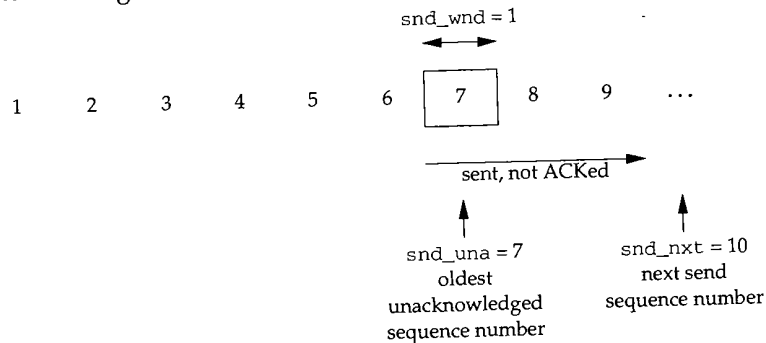 snd_wnd = 1
1 2 3 4 5 6 7 8 9 ...
sent, not ACKed
snd_una = 7
oldest
unacknowledged
sequence number
snd_nxt = 10
next send
sequence number